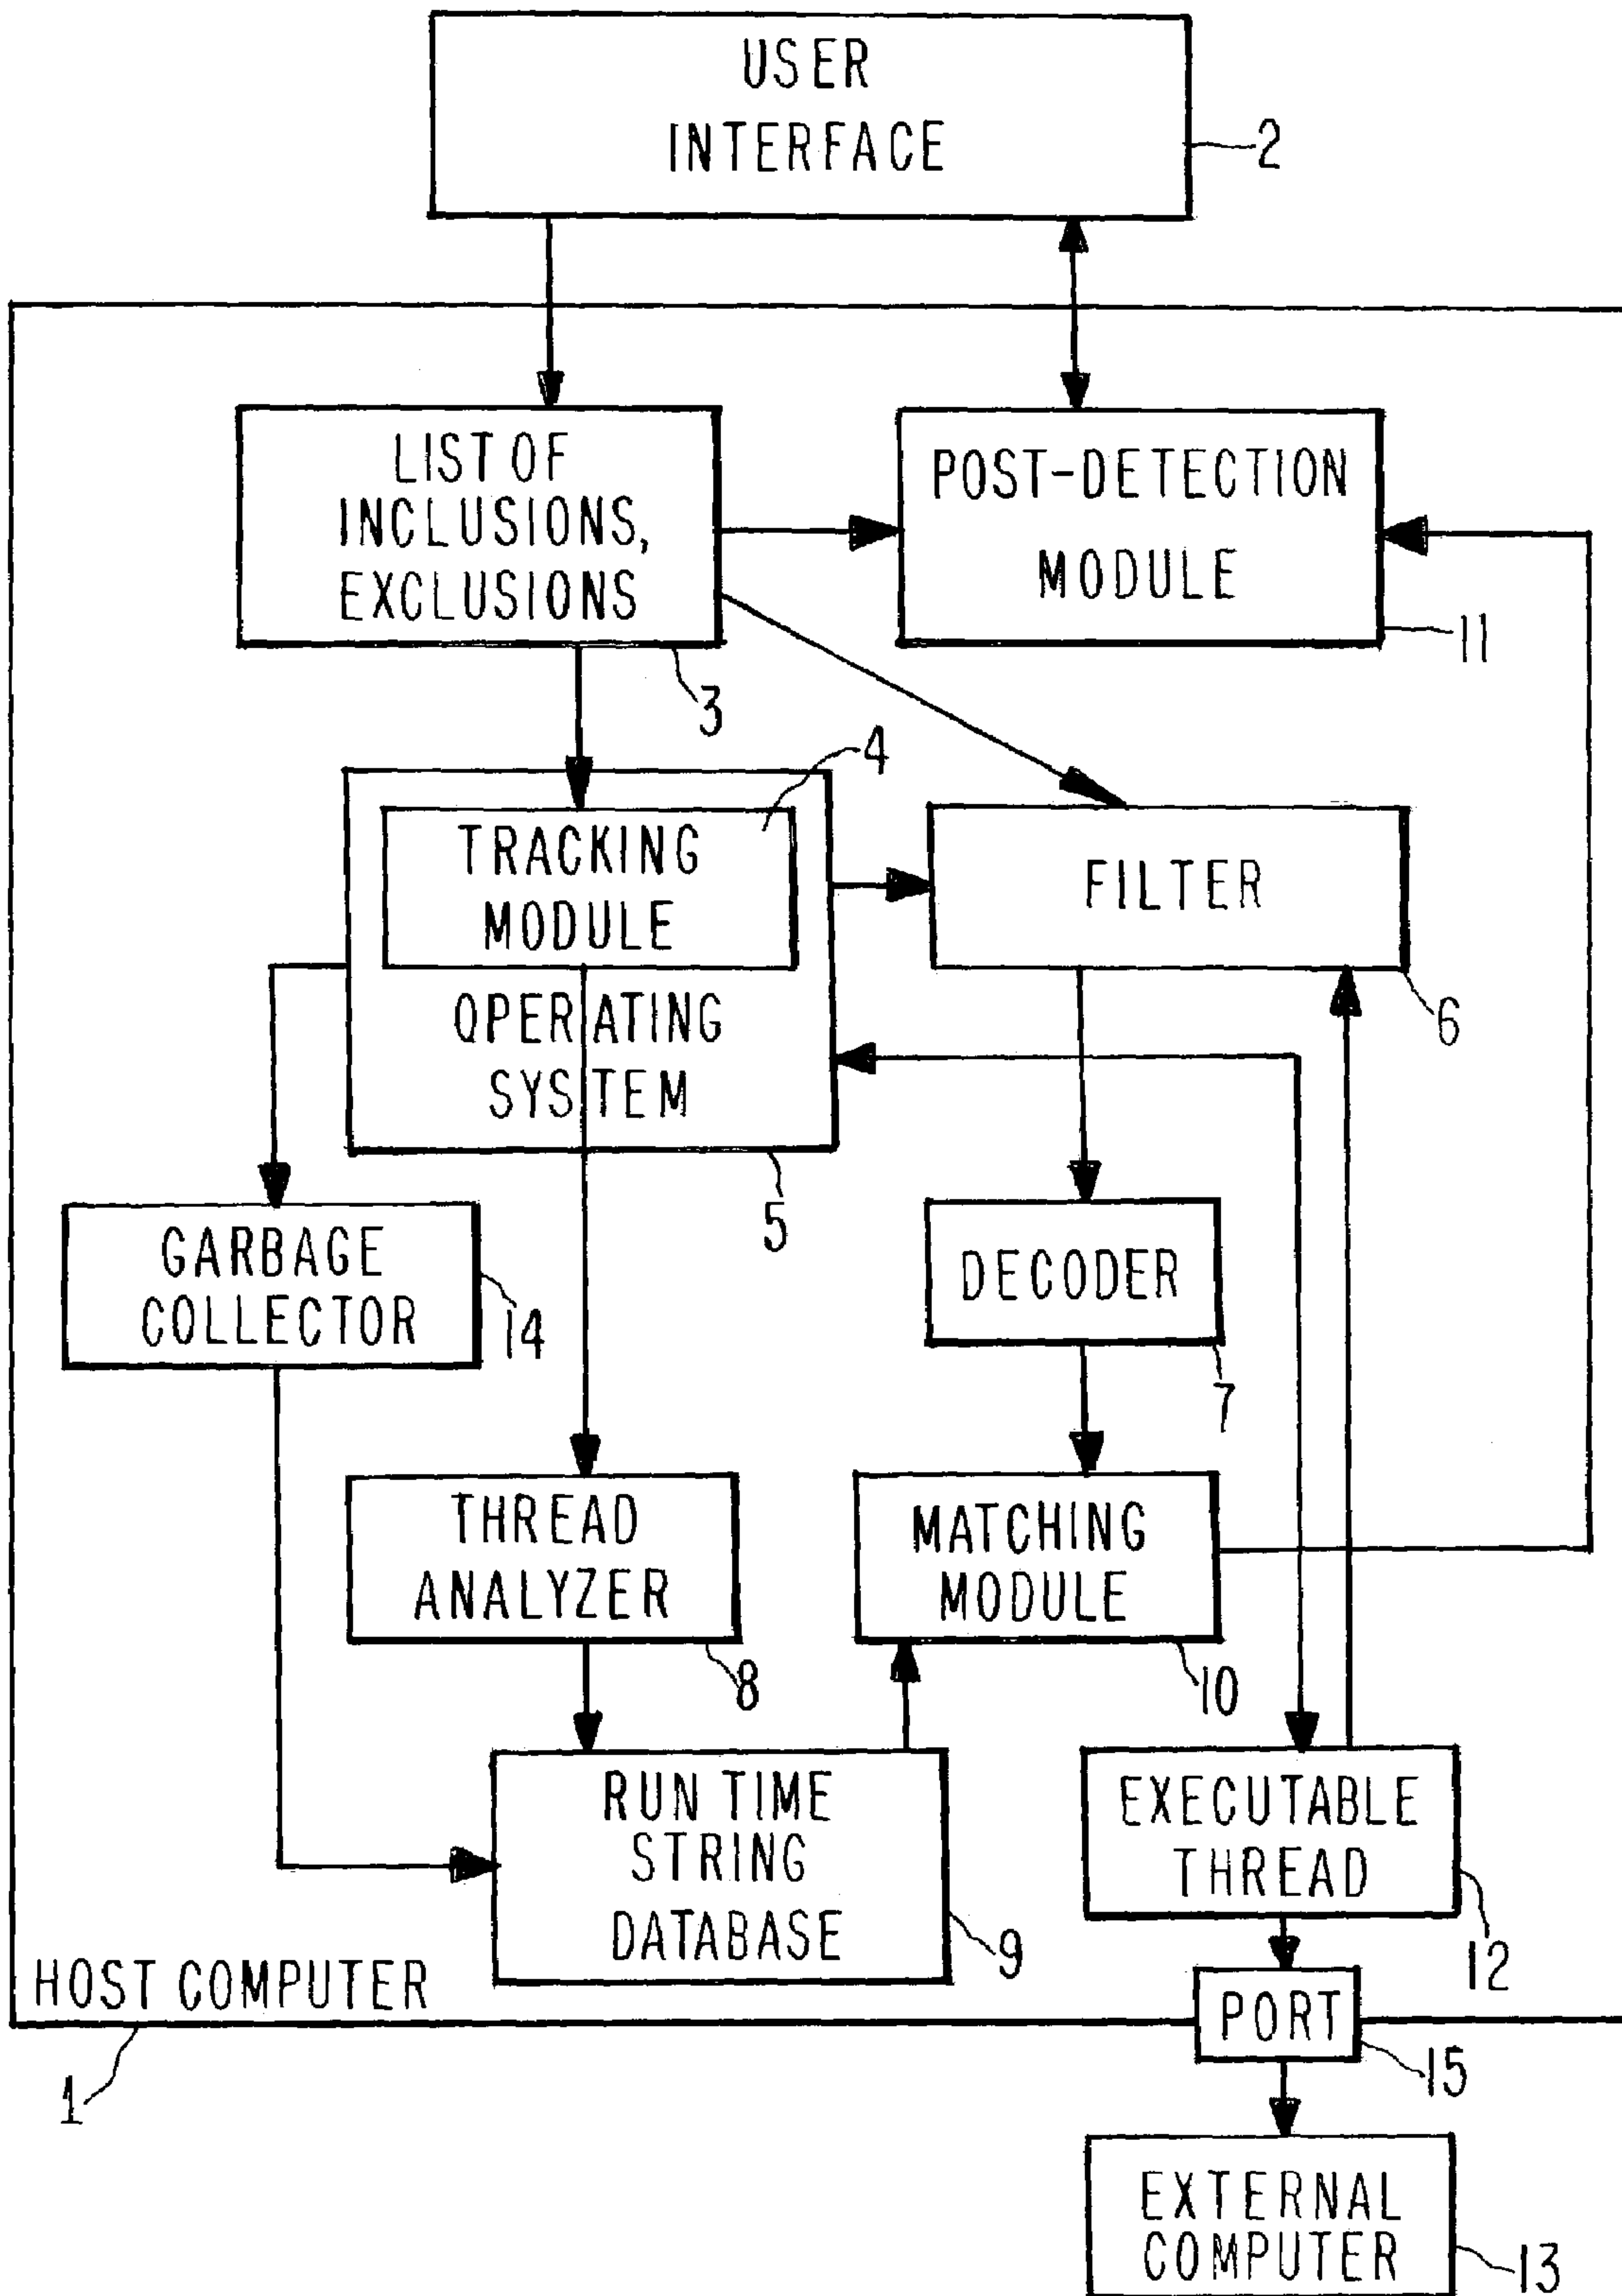 USER
INTERFACE
2
LIST OF
INCLUSIONS,
EXCLUSIONS
3
POST-DETECTION
MODULE
11
4
TRACKING
MODULE
OPERATING
SYSTEM
5
FILTER
6
GARBAGE
COLLECTOR
14
DECODER
7
THREAD
ANALYZER
8
MATCHING
MODULE
10
RUN TIME
STRING
DATABASE
9
EXECUTABLE
THREAD
12
HOST COMPUTER
1
PORT
15
EXTERNAL
COMPUTER
13